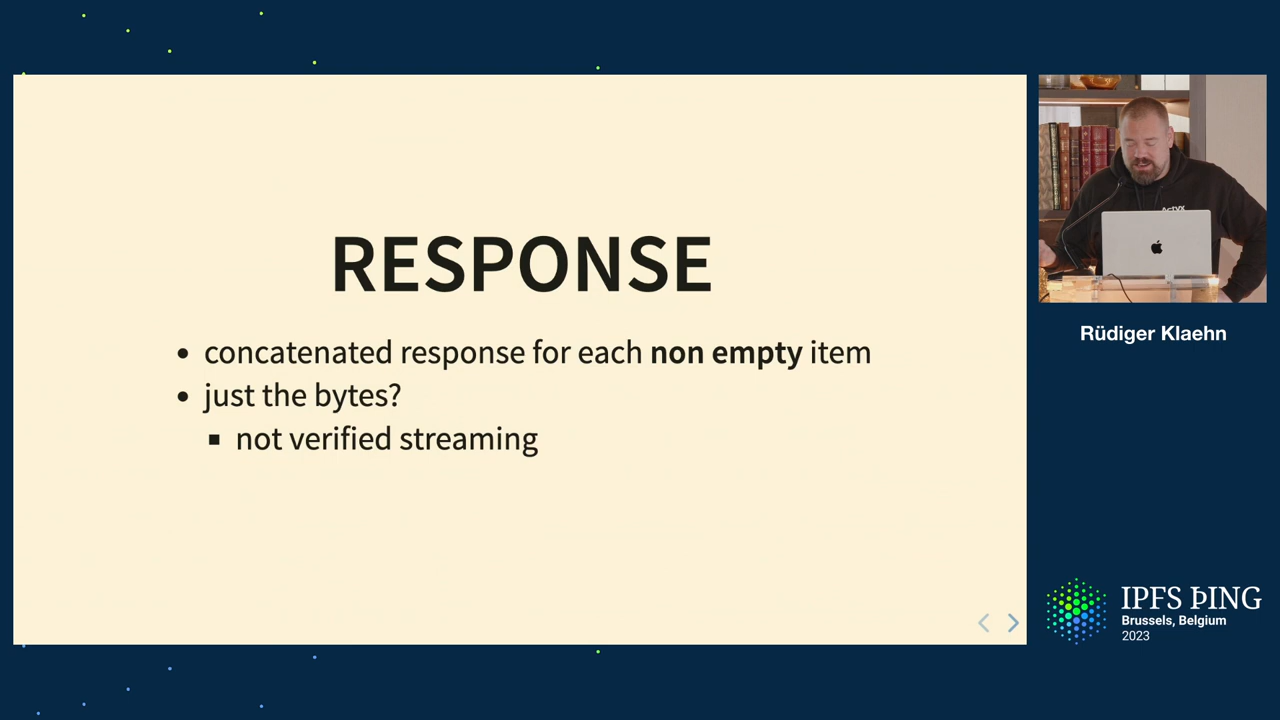 RESPONSE
concatenated response for each non empty item
just the bytes?
not verified streaming
Rüdiger Klaehn
IPFS ÞING
Brussels, Belgium
2023